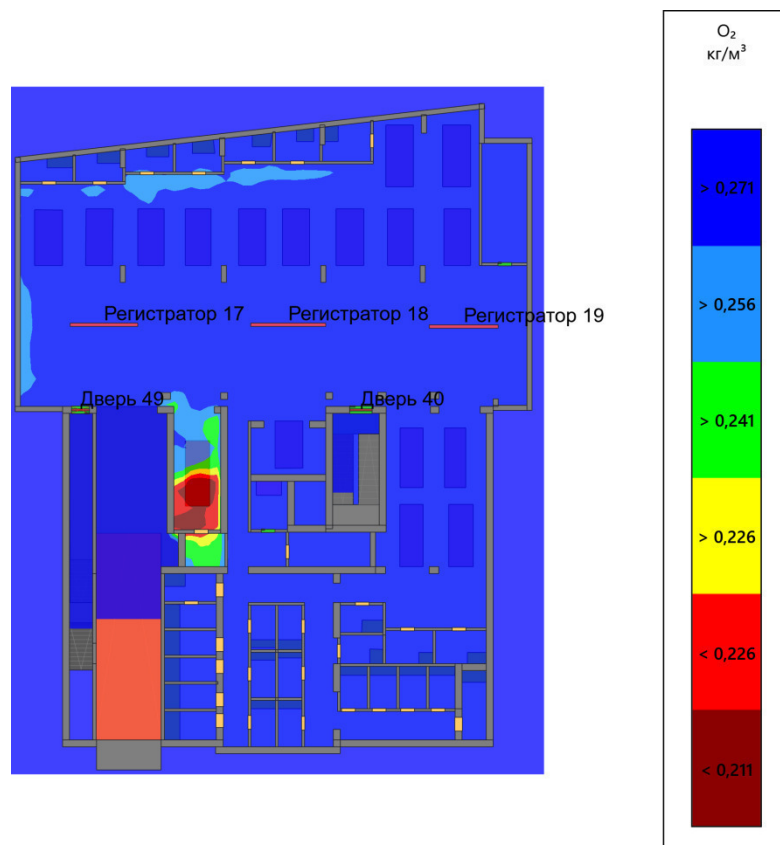 O₂
кг/м³
> 0,271
> 0,256
Регистратор 17
Регистратор 18
Регистратор 19
Дверь 49
Дверь 40
> 0,241
> 0,226
< 0,226
< 0,211